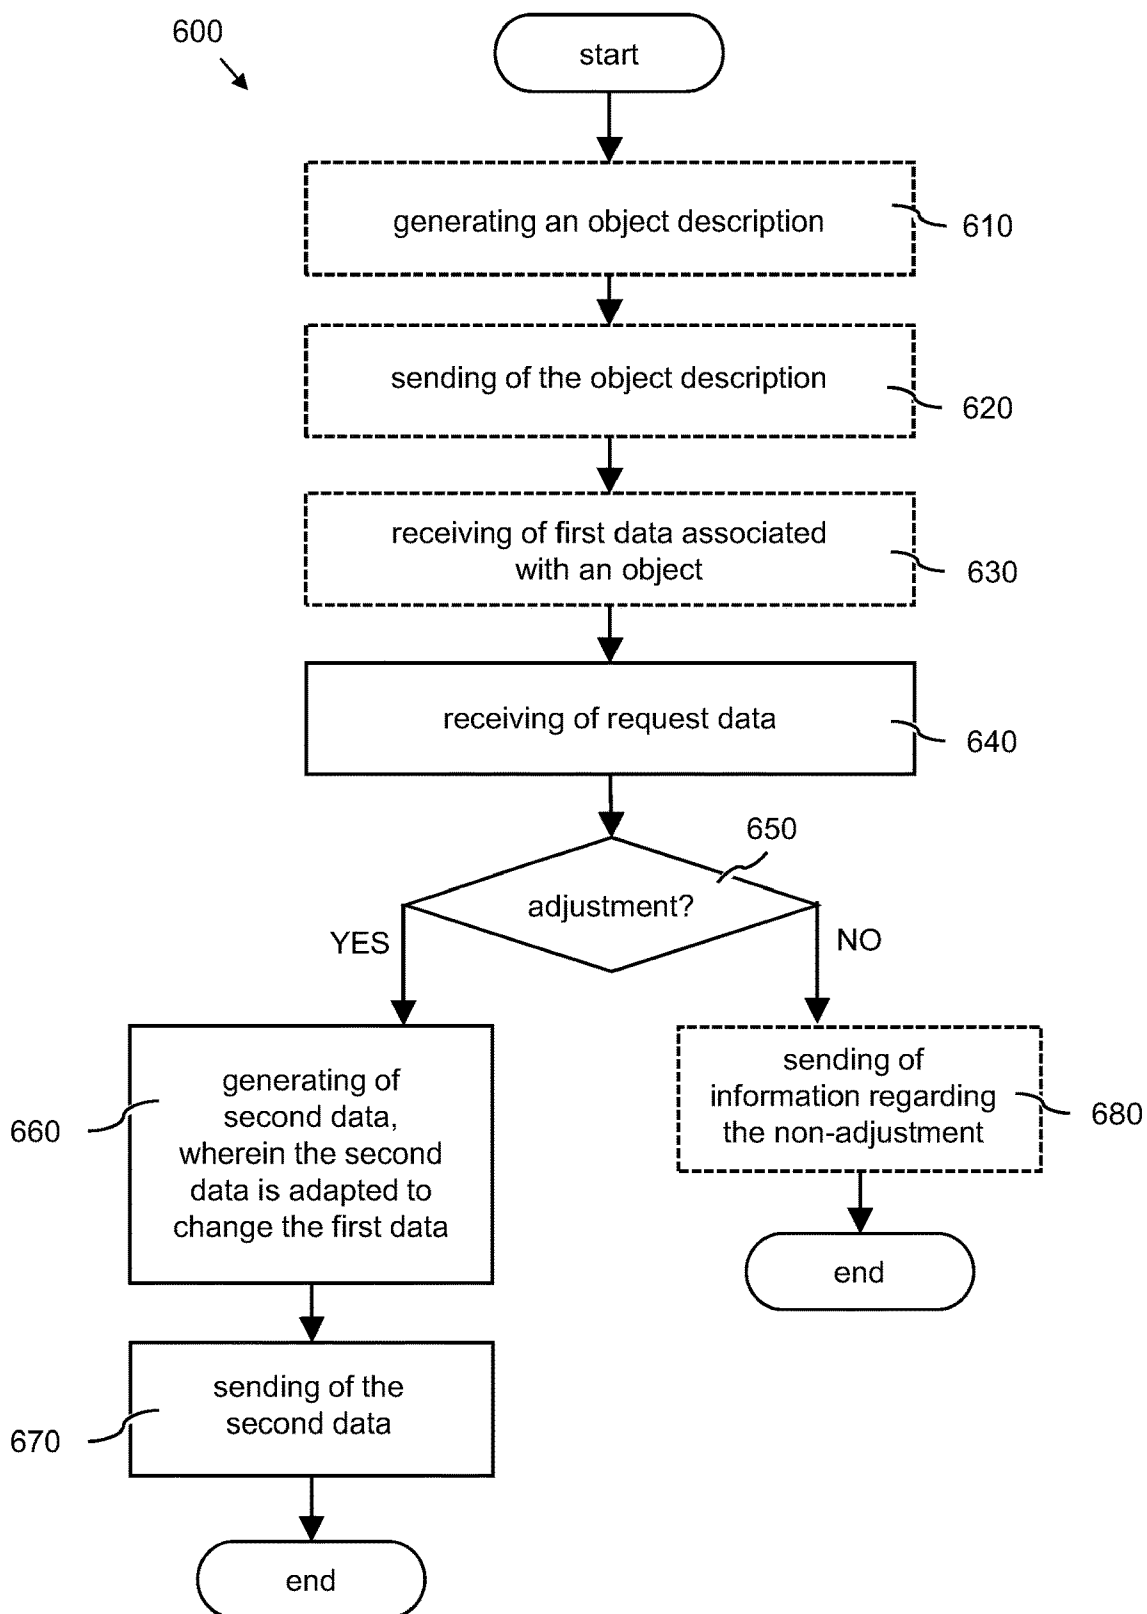 600
start
generating an object description
610
sending of the object description
620
receiving of first data associated
with an object
630
receiving of request data
640
650
adjustment?
YES
NO
generating of
second data,
wherein the second
data is adapted to
change the first data
660
sending of
information regarding
the non-adjustment
680
end
sending of the
second data
670
end